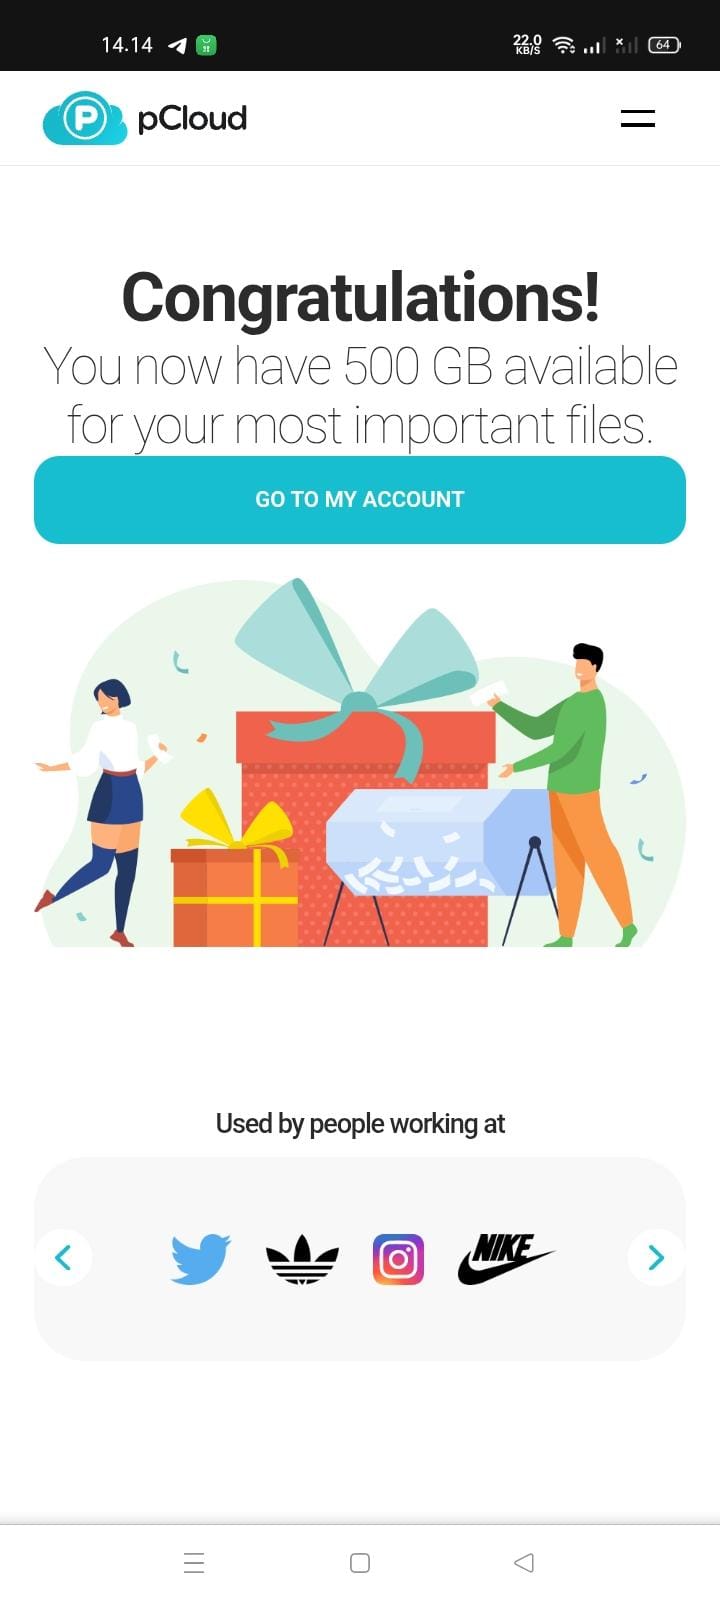 14.14
22.0
KB/S
64
P pCloud
Congratulations!
You now have 500 GB available
for your most important files.
GO TO MY ACCOUNT
Used by people working at
NIKE